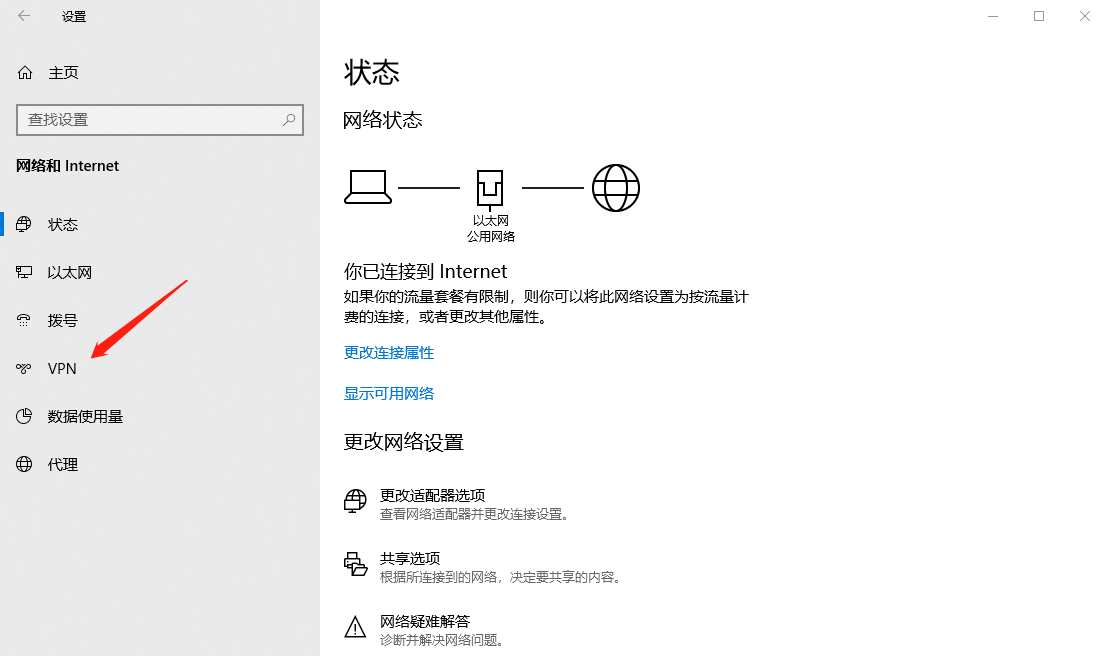 设置
主页
查找设置
网络和 Internet
状态
以太网
拨号
VPN
数据使用量
代理
状态
网络状态
以太网
公用网络
你已连接到 Internet
如果你的流量套餐有限制，则你可以将此网络设置为按流量计
费的连接，或者更改其他属性。
更改连接属性
显示可用网络
更改网络设置
更改适配器选项
查看网络适配器并更改连接设置。
共享选项
根据所连接到的网络，决定要共享的内容。
网络疑难解答
诊断并解决网络问题。